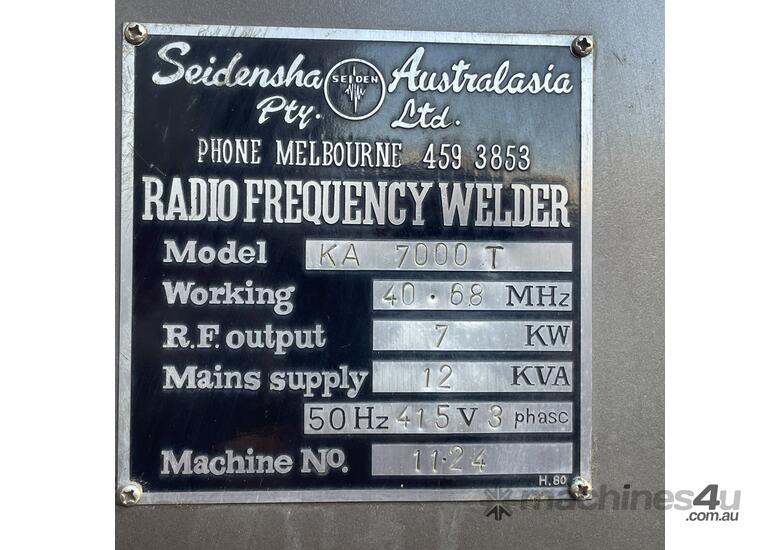 Seidensha SEIDEN Australasia
Pty. Ltd.
PHONE MELBOURNE 459 3853
RADIO FREQUENCY WELDER
Model KA 7000 T
Working 40.68 MHz
R.F. output 7 KW
Mains supply 12 KVA
50Hz 415V 3 phasc
Machine No. 11.24
H.80
machines4u
.com.au